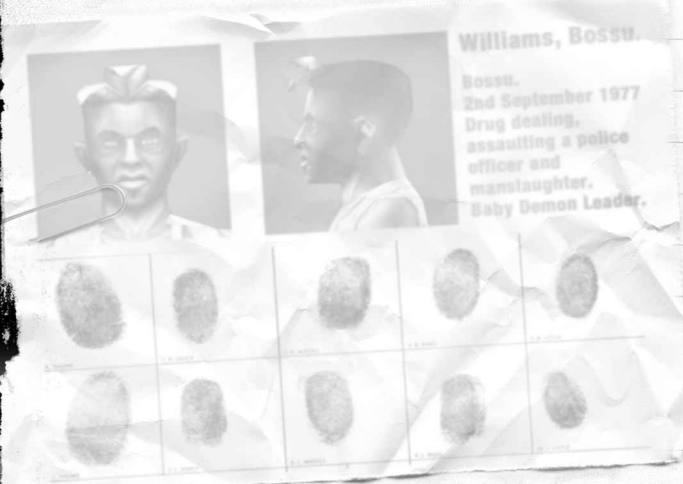 Williams, Bossu.
Bossu.
2nd September 1977
Drug dealing,
assaulting a police
officer and
manslaughter.
Baby Demon Leader.